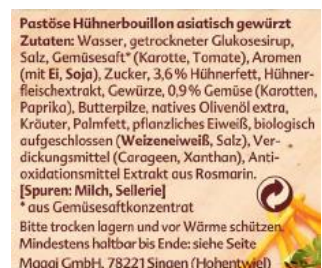 Pastöse Hühnerbouillon asiatisch gewürzt
Zutaten: Wasser, getrockneter Glukosesirup,
Salz, Gemüsesaft* (Karotte, Tomate), Aromen
(mit Ei, Soja), Zucker, 3,6% Hühnerfett, Hühner-
fleischextrakt, Gewürze, 0,9% Gemüse (Karotten,
Paprika), Butterpilze, natives Olivenöl extra,
Kräuter, Palmfett, pflanzliches Eiweiß, biologisch
aufgeschlossen (Weizeneiweiß, Salz), Ver-
dickungsmittel (Carageen, Xanthan), Anti-
oxidationsmittel Extrakt aus Rosmarin.
[Spuren: Milch, Sellerie]
* aus Gemüsesaftkonzentrat
Bitte trocken lagern und vor Wärme schützen.
Mindestens haltbar bis Ende: siehe Seite
Maggi GmbH, 78221 Singen (Hohentwiel)